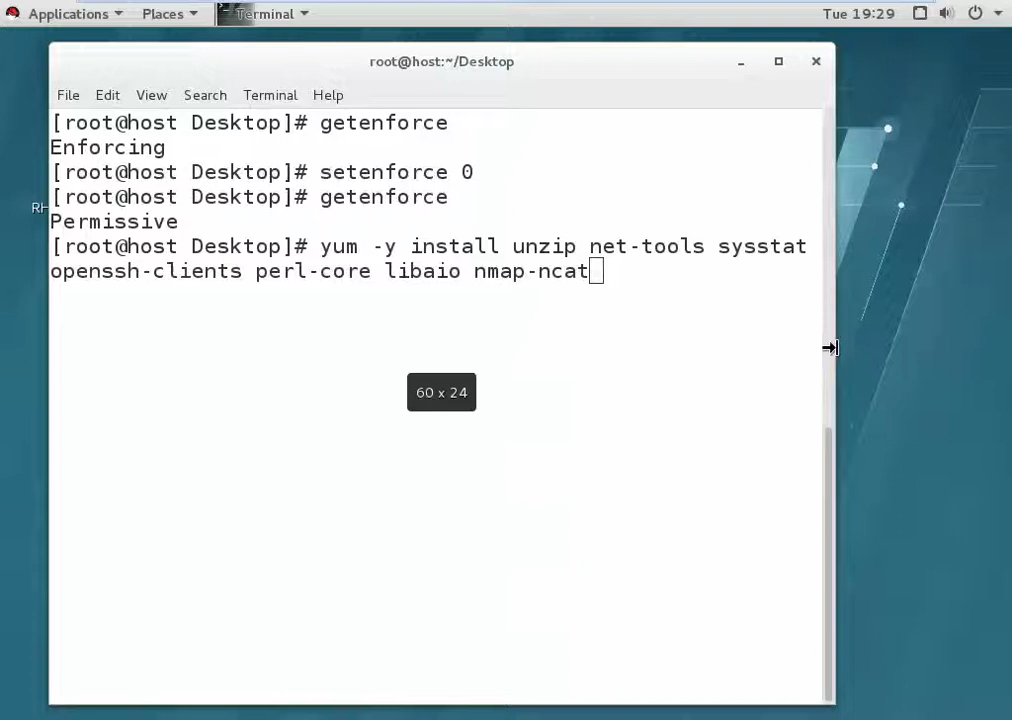 Applications Places Terminal Tue 19:29
root@host:~/Desktop
File Edit View Search Terminal Help
[root@host Desktop]# getenforce
Enforcing
[root@host Desktop]# setenforce 0
[root@host Desktop]# getenforce
Permissive
[root@host Desktop]# yum -y install unzip net-tools sysstat
openssh-clients perl-core libaio nmap-ncat
RH
60 x 24